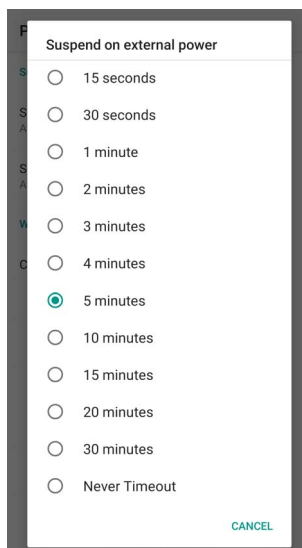 Suspend on external power
15 seconds
30 seconds
1 minute
2 minutes
3 minutes
4 minutes
5 minutes
10 minutes
15 minutes
20 minutes
30 minutes
Never Timeout
CANCEL